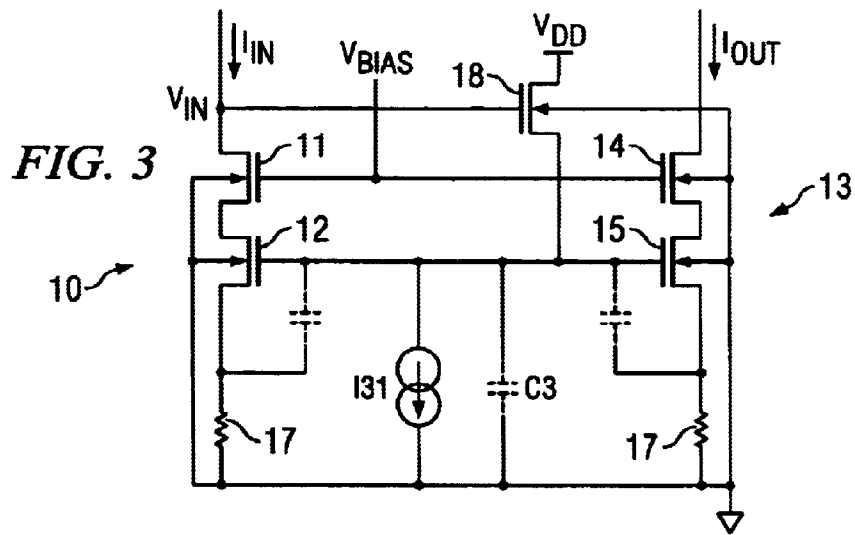 I_IN
V_BIAS
V_DD
I_OUT
18
V_IN
FIG. 3
11
14
13
12
15
10
I31
C3
17
17